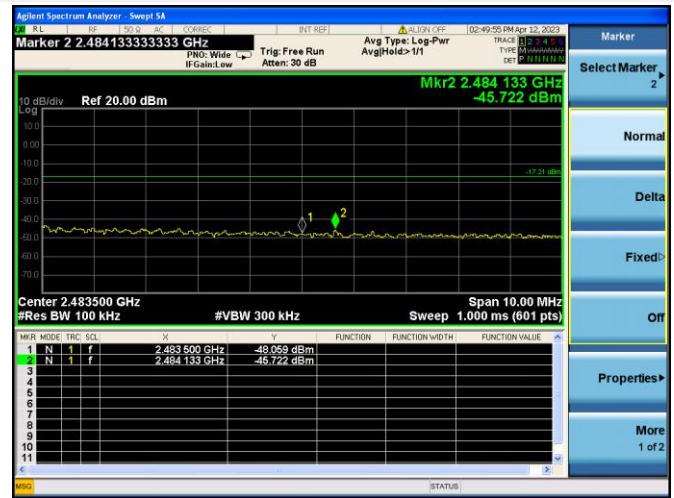 Agilent Spectrum Analyzer - Swept SA
RL RF 50 Ω AC CORREC INT REF ALIGN OFF 02:49:55 PM Apr 12, 2023
Marker 2 2.484133333333 GHz
PNO: Wide
IFGain:Low
Trig: Free Run
Atten: 30 dB
Avg Type: Log-Pwr
Avg|Hold>1/1
TRACE 1 2 3 4 5 6
TYPE
DET P N N N N N
Mkr2 2.484 133 GHz
-45.722 dBm
10 dB/div Ref 20.00 dBm
Log
10.0
0.00
-10.0
-17.21 dBm
-20.0
-30.0
-40.0
1
2
-50.0
-60.0
-70.0
Center 2.483500 GHz Span 10.00 MHz
#Res BW 100 kHz #VBW 300 kHz Sweep 1.000 ms (601 pts)
MKR MODE TRC SCL X Y FUNCTION FUNCTION WIDTH FUNCTION VALUE
1 N 1 f 2.483 500 GHz -48.059 dBm
2 N 1 f 2.484 133 GHz -45.722 dBm
3
4
5
6
7
8
9
10
11
MSG STATUS
Marker
Select Marker
2
Normal
Delta
Fixed
Off
Properties
More
1 of 2